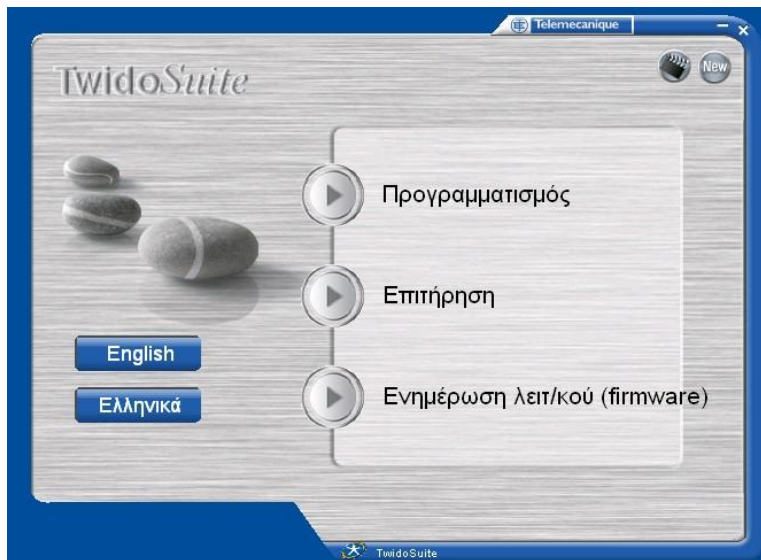 Telemecanique
TwidoSuite
New
Προγραμματισμός
Επιτήρηση
English
Ελληνικά
Ενημέρωση λειτ/κού (firmware)
TwidoSuite